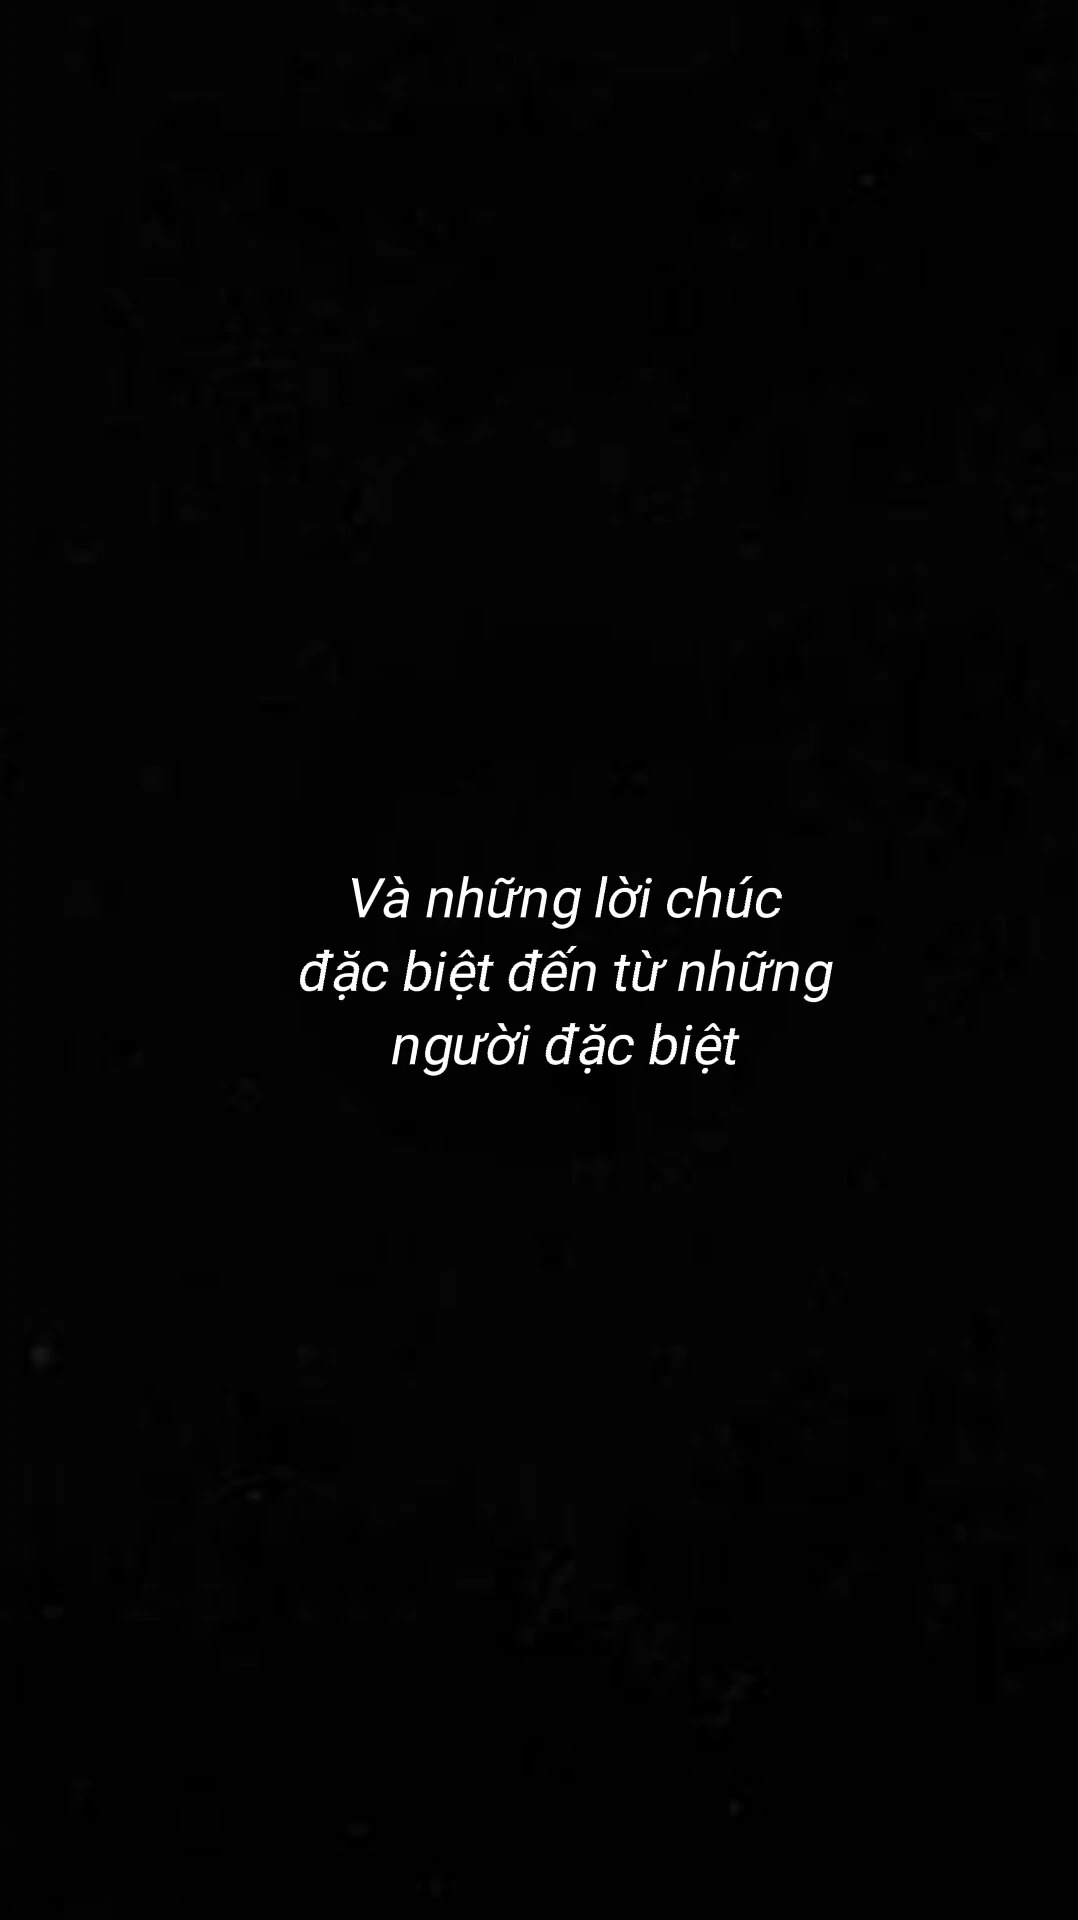 Và những lời chúc
đặc biệt đến từ những
người đặc biệt